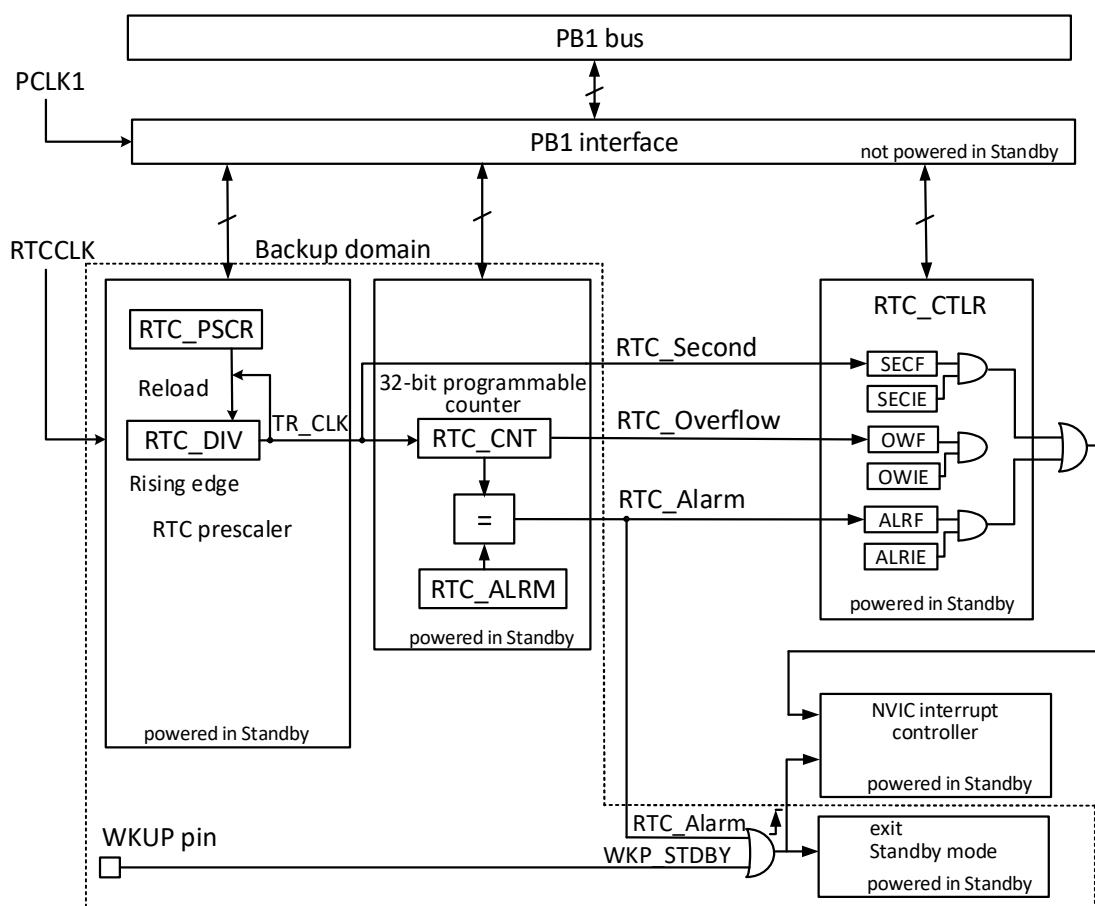 PB1 bus
PCLK1
PB1 interface
not powered in Standby
RTCCLK
Backup domain
RTC_PSCR
Reload
RTC_DIV
TR_CLK
Rising edge
RTC prescaler
powered in Standby
32-bit programmable
counter
RTC_CNT
=
RTC_ALRM
powered in Standby
RTC_Second
RTC_Overflow
RTC_Alarm
RTC_CTLR
SECF
SECIE
OWF
OWIE
ALRF
ALRIE
powered in Standby
NVIC interrupt
controller
powered in Standby
WKUP pin
RTC_Alarm
WKP_STDBY
exit
Standby mode
powered in Standby